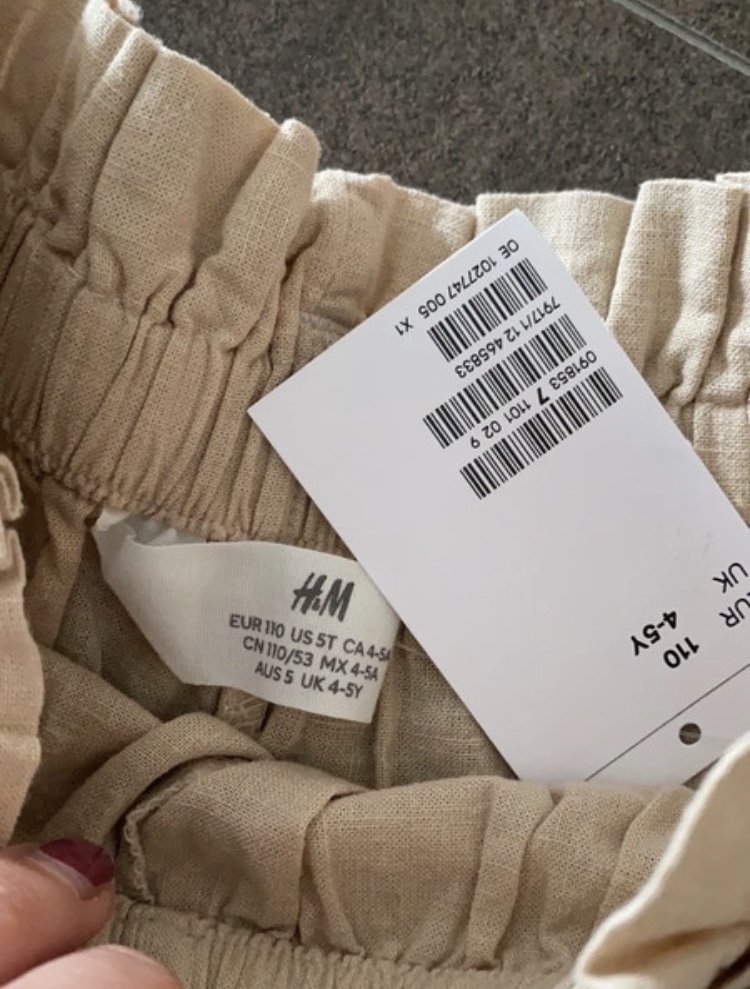 H&M
EUR 110 US 5T CA 4-5A
CN 110/53 MX 4-5A
AUS 5 UK 4-5Y
EUR 110
UK 4-5Y
091853 7 1101 02 9
7917/1 12 465833
OE 1027747 005 X1